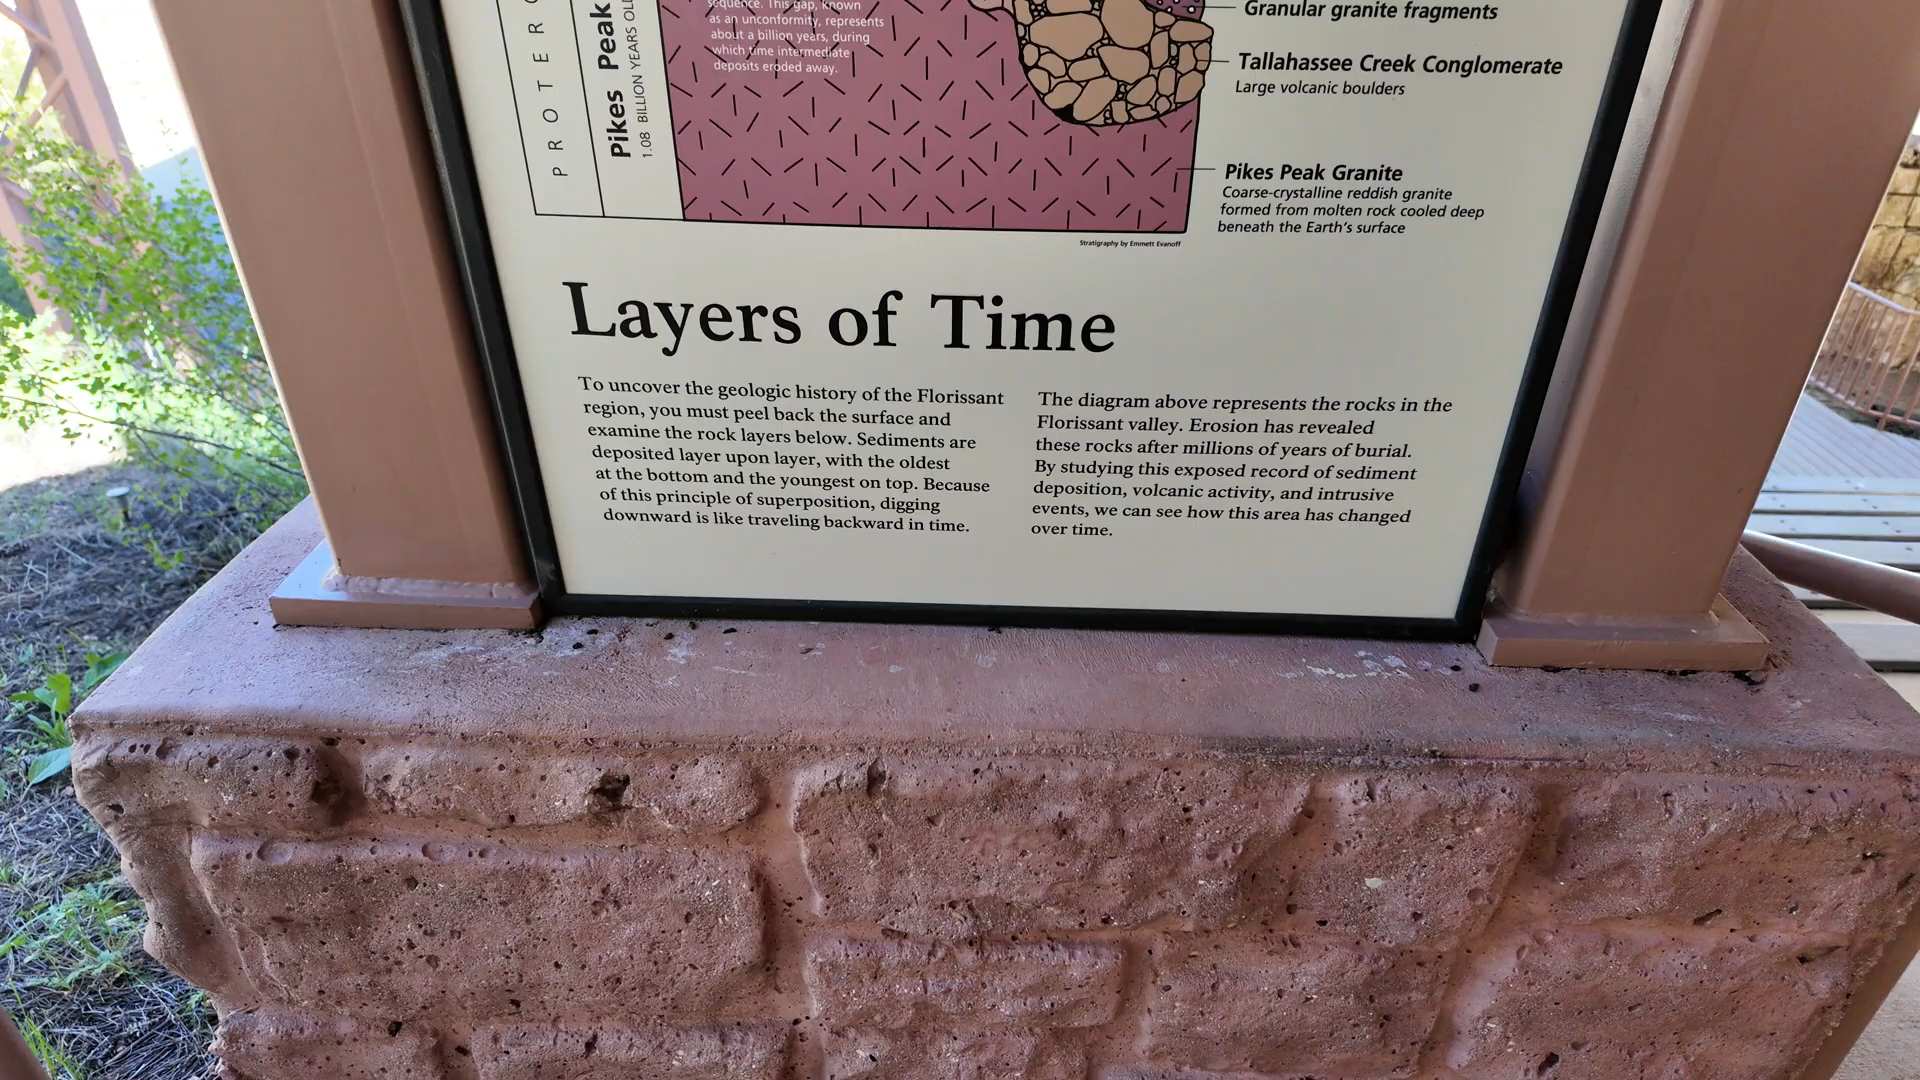 sequence. This gap, known
as an unconformity, represents
about a billion years, during
which time intermediate
deposits eroded away.
PROTERO
Pikes Peak
1.08 BILLION YEARS OLD
Granular granite fragments
Tallahassee Creek Conglomerate
Large volcanic boulders
Pikes Peak Granite
Coarse-crystalline reddish granite
formed from molten rock cooled deep
beneath the Earth's surface
Stratigraphy by Emmett Evanoff
Layers of Time
To uncover the geologic history of the Florissant
region, you must peel back the surface and
examine the rock layers below. Sediments are
deposited layer upon layer, with the oldest
at the bottom and the youngest on top. Because
of this principle of superposition, digging
downward is like traveling backward in time.
The diagram above represents the rocks in the
Florissant valley. Erosion has revealed
these rocks after millions of years of burial.
By studying this exposed record of sediment
deposition, volcanic activity, and intrusive
events, we can see how this area has changed
over time.